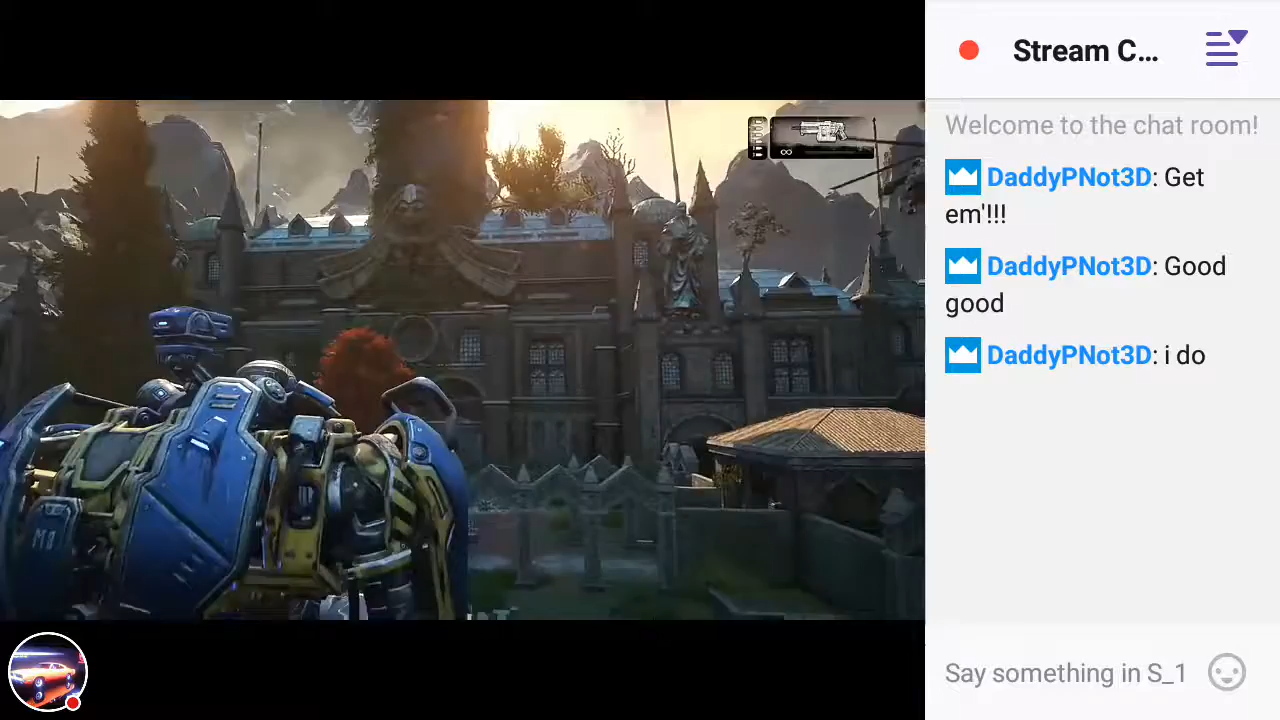 Stream C...
Welcome to the chat room!
DaddyPNot3D: Get
em'!!!
DaddyPNot3D: Good
good
DaddyPNot3D: i do
∞
Say something in S_1